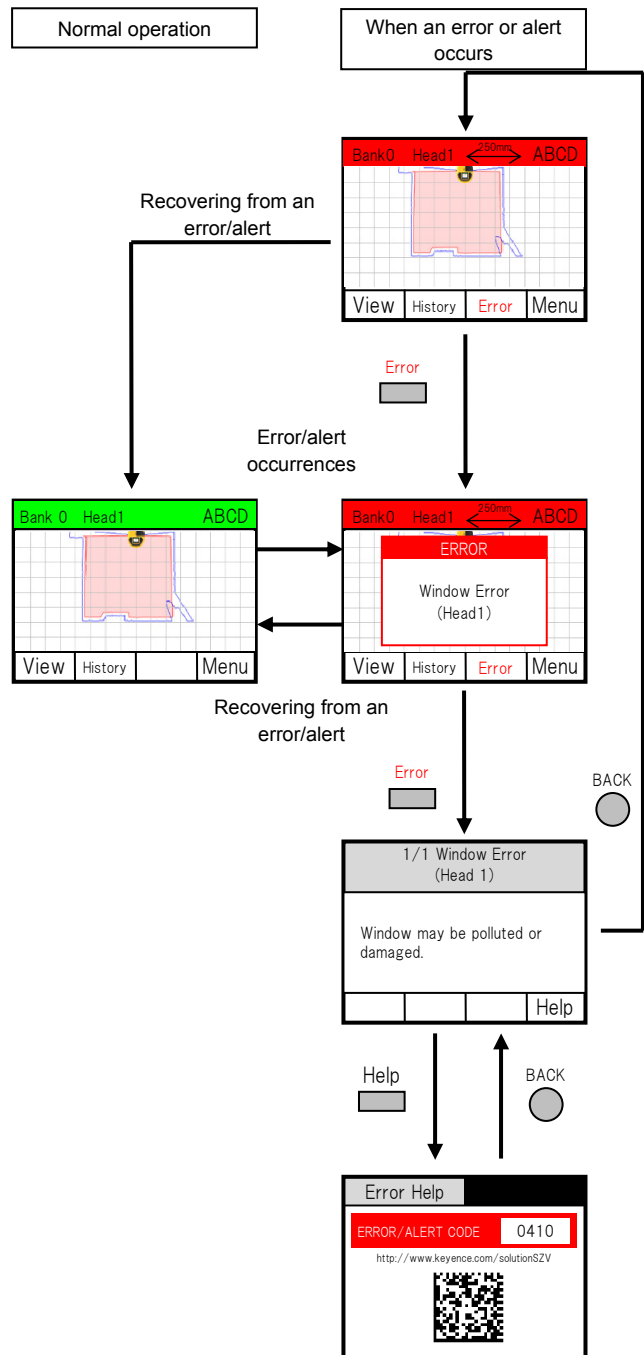 Normal operation
When an error or alert
occurs
Bank0 Head1 250mm ABCD
Recovering from an
error/alert
View History Error Menu
Error
Error/alert
occurrences
Bank 0 Head1 ABCD
View History Menu
Bank0 Head1 250mm ABCD
ERROR
Window Error
(Head1)
View History Error Menu
Recovering from an
error/alert
Error
BACK
1/1 Window Error
(Head 1)
Window may be polluted or
damaged.
Help
Help
BACK
Error Help
ERROR/ALERT CODE 0410
http://www.keyence.com/solutionSZV